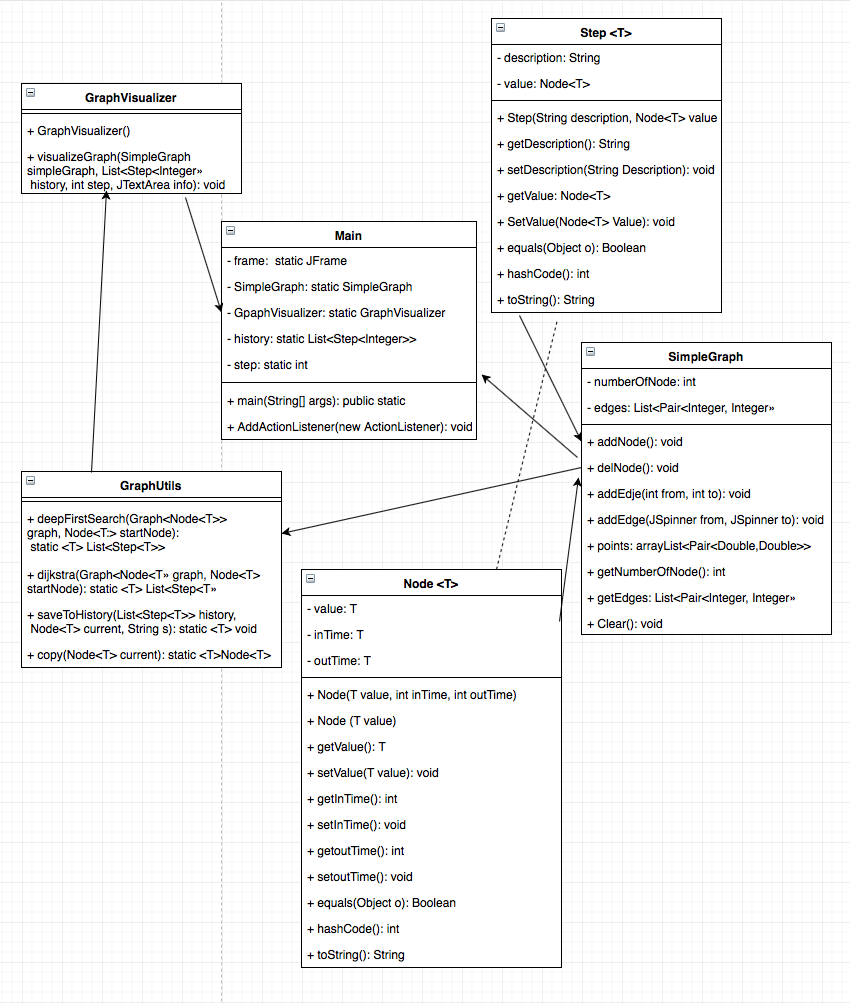 Step <T>
- description: String
- value: Node<T>
+ Step(String description, Node<T> value
+ getDescription(): String
+ setDescription(String Description): void
+ getValue: Node<T>
+ SetValue(Node<T> Value): void
+ equals(Object o): Boolean
+ hashCode(): int
+ toString(): String
GraphVisualizer
+ GraphVisualizer()
+ visualizeGraph(SimpleGraph
simpleGraph, List<Step<Integer»
history, int step, JTextArea info): void
Main
- frame: static JFrame
- SimpleGraph: static SimpleGraph
- GpaphVisualizer: static GraphVisualizer
- history: static List<Step<Integer>>
- step: static int
+ main(String[] args): public static
+ AddActionListener(new ActionListener): void
SimpleGraph
- numberOfNode: int
- edges: List<Pair<Integer, Integer»
+ addNode(): void
+ delNode(): void
+ addEdje(int from, int to): void
+ addEdge(JSpinner from, JSpinner to): void
+ points: arrayList<Pair<Double,Double>>
+ getNumberOfNode(): int
+ getEdges: List<Pair<Integer, Integer»
+ Clear(): void
GraphUtils
+ deepFirstSearch(Graph<Node<T>>
graph, Node<T:> startNode):
static <T> List<Step<T>>
+ dijkstra(Graph<Node<T» graph, Node<T>
startNode): static <T> List<Step<T»
+ saveToHistory(List<Step<T>> history,
Node<T> current, String s): static <T> void
+ copy(Node<T> current): static <T>Node<T>
Node <T>
- value: T
- inTime: T
- outTime: T
+ Node(T value, int inTime, int outTime)
+ Node (T value)
+ getValue(): T
+ setValue(T value): void
+ getInTime(): int
+ setInTime(): void
+ getoutTime(): int
+ setoutTime(): void
+ equals(Object o): Boolean
+ hashCode(): int
+ toString(): String